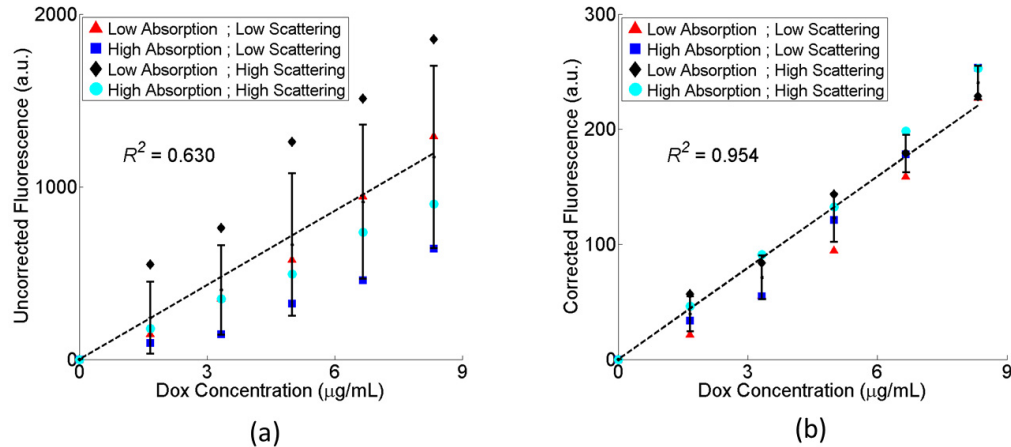 2000
1000
0
0
3
6
9
Uncorrected Fluorescence (a.u.)
Dox Concentration (μg/mL)
Low Absorption ; Low Scattering
High Absorption ; Low Scattering
Low Absorption ; High Scattering
High Absorption ; High Scattering
R² = 0.630
(a)
300
200
100
0
0
3
6
9
Corrected Fluorescence (a.u.)
Dox Concentration (μg/mL)
Low Absorption ; Low Scattering
High Absorption ; Low Scattering
Low Absorption ; High Scattering
High Absorption ; High Scattering
R² = 0.954
(b)